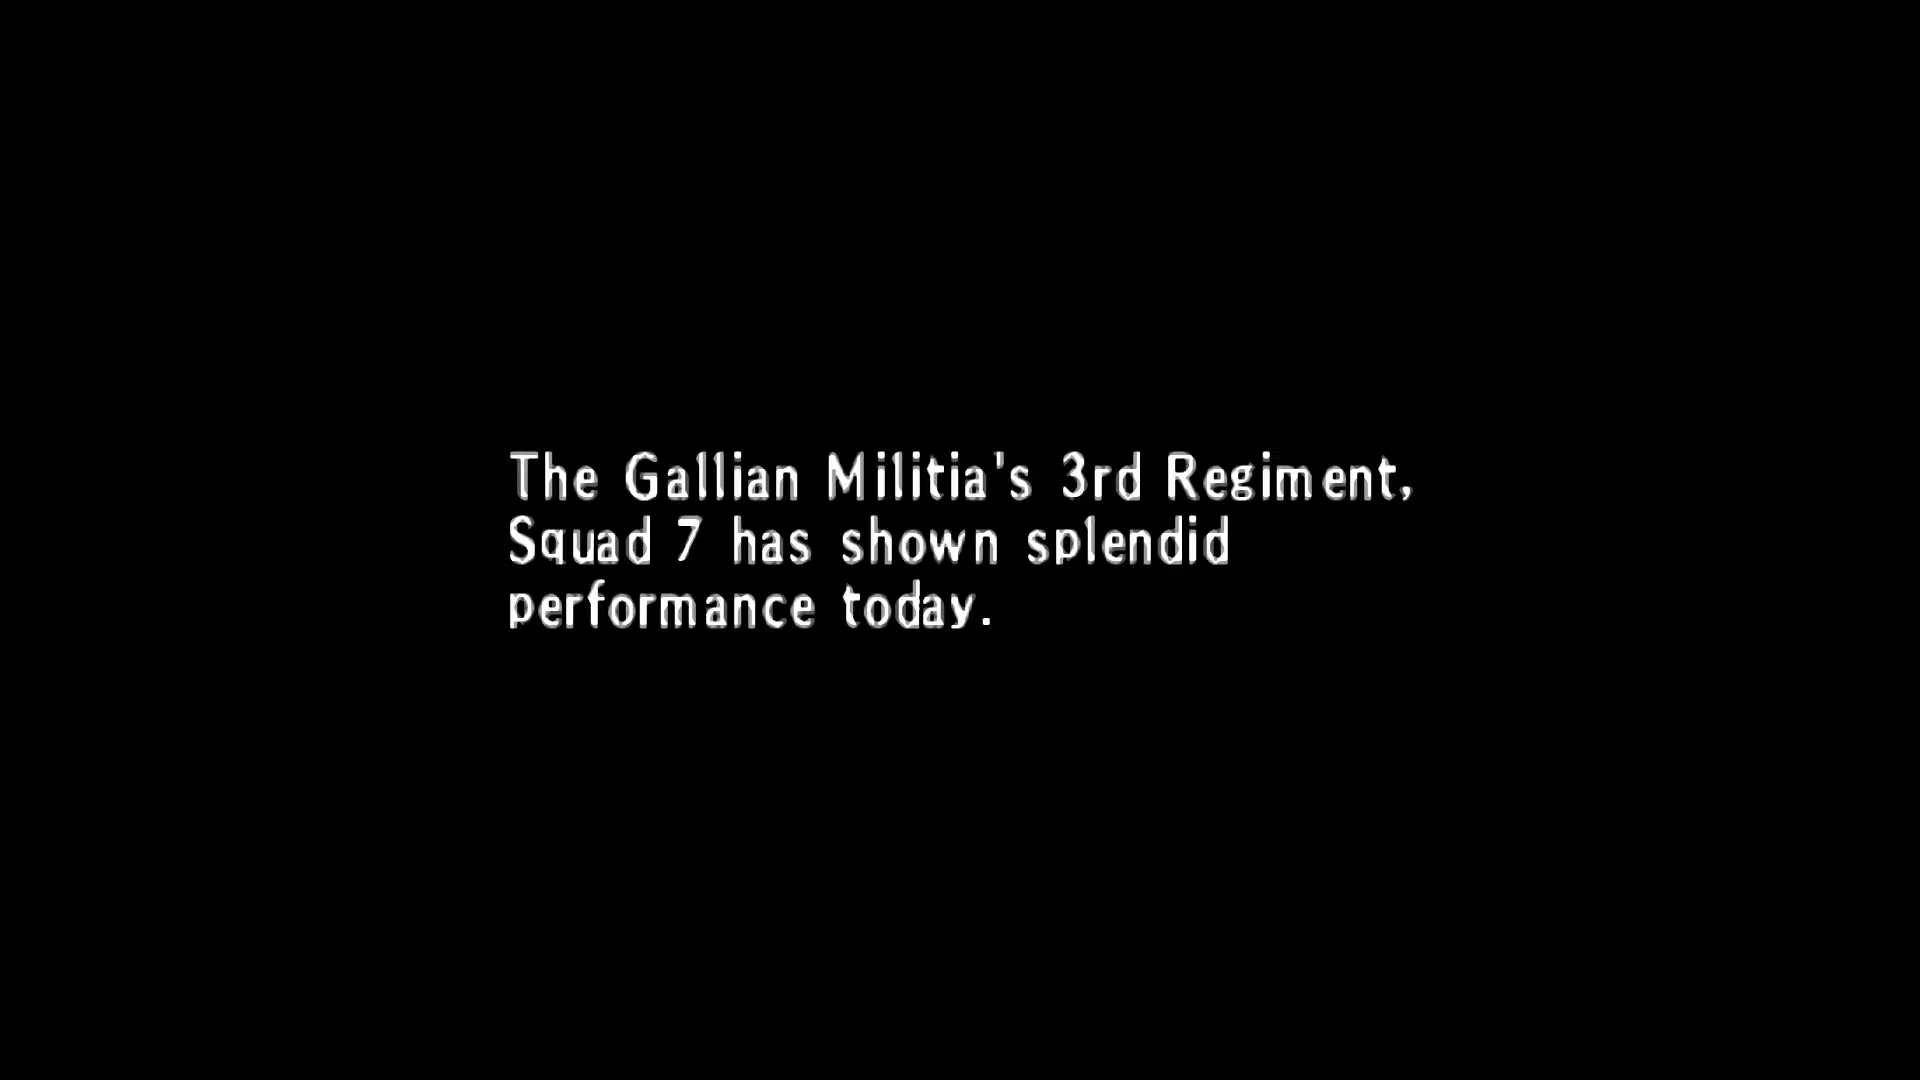 The Gallian Militia's 3rd Regiment,
Squad 7 has shown splendid
performance today.